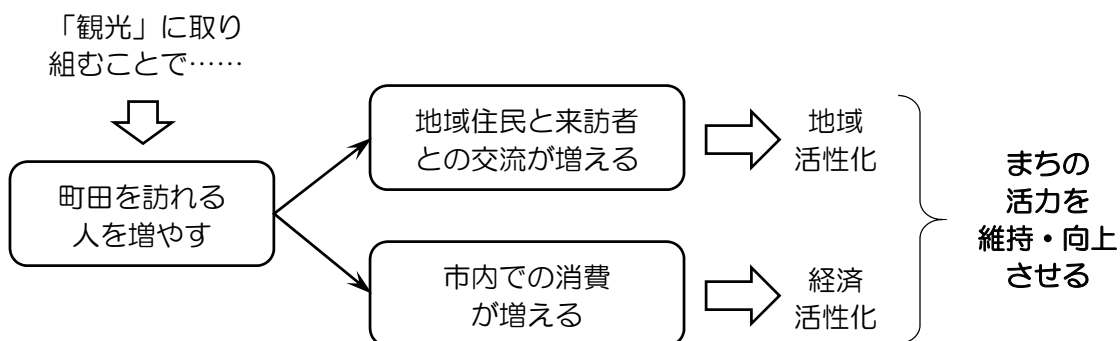 「観光」に取り
組むことで……
町田を訪れる
人を増やす
地域住民と来訪者
との交流が増える
地域
活性化
市内での消費
が増える
経済
活性化
まちの
活力を
維持・向上
させる